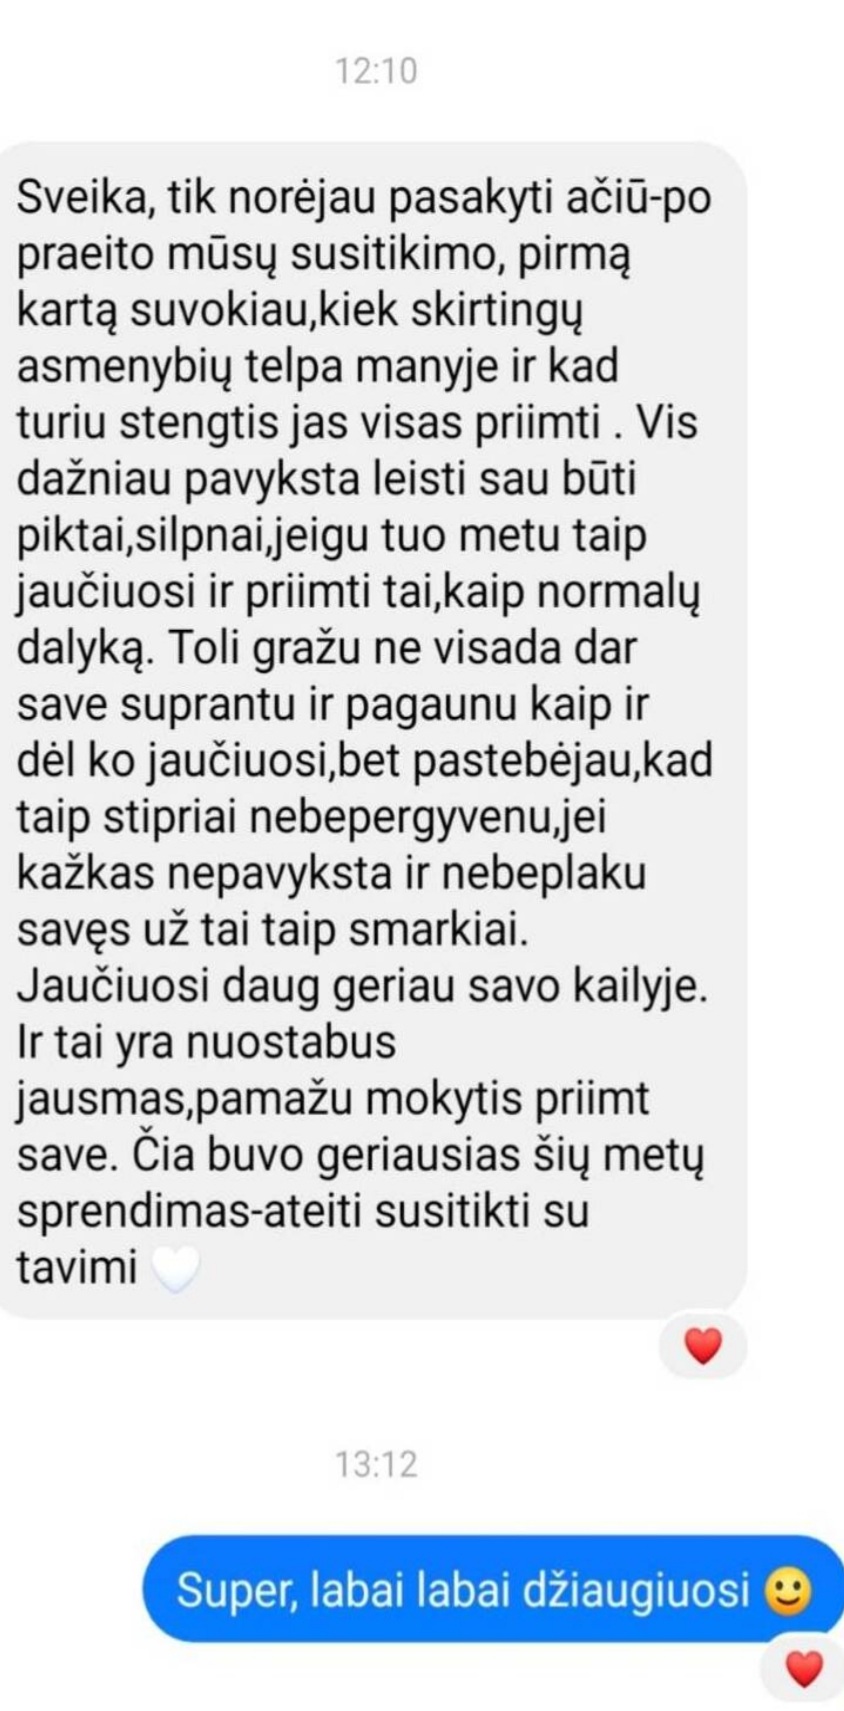 12:10
Sveika, tik norėjau pasakyti ačiū-po
praeito mūsų susitikimo, pirmą
kartą suvokiau,kiek skirtingų
asmenybių telpa manyje ir kad
turiu stengtis jas visas priimti . Vis
dažniau pavyksta leisti sau būti
piktai,silpnai,jeigu tuo metu taip
jaučiuosi ir priimti tai,kaip normalų
dalyką. Toli gražu ne visada dar
save suprantu ir pagaunu kaip ir
dėl ko jaučiuosi,bet pastebėjau,kad
taip stipriai nebepergyvenu,jei
kažkas nepavyksta ir nebeplaku
savęs už tai taip smarkiai.
Jaučiuosi daug geriau savo kailyje.
Ir tai yra nuostabus
jausmas,pamažu mokytis priimt
save. Čia buvo geriausias šių metų
sprendimas-ateiti susitikti su
tavimi 🤍
13:12
Super, labai labai džiaugiuosi 🙂